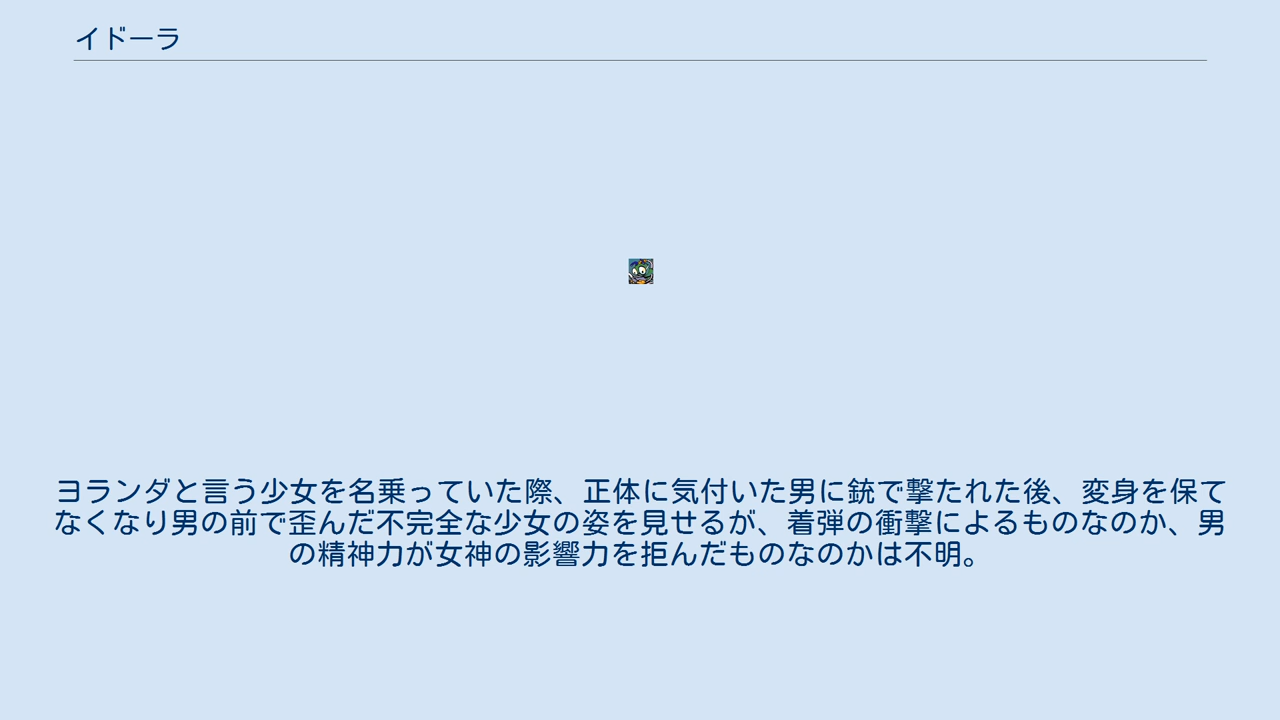 イドーラ
ヨランダと言う少女を名乗っていた際、正体に気付いた男に銃で撃たれた後、変身を保て
なくなり男の前で歪んだ不完全な少女の姿を見せるが、着弾の衝撃によるものなのか、男
の精神力が女神の影響力を拒んだものなのかは不明。